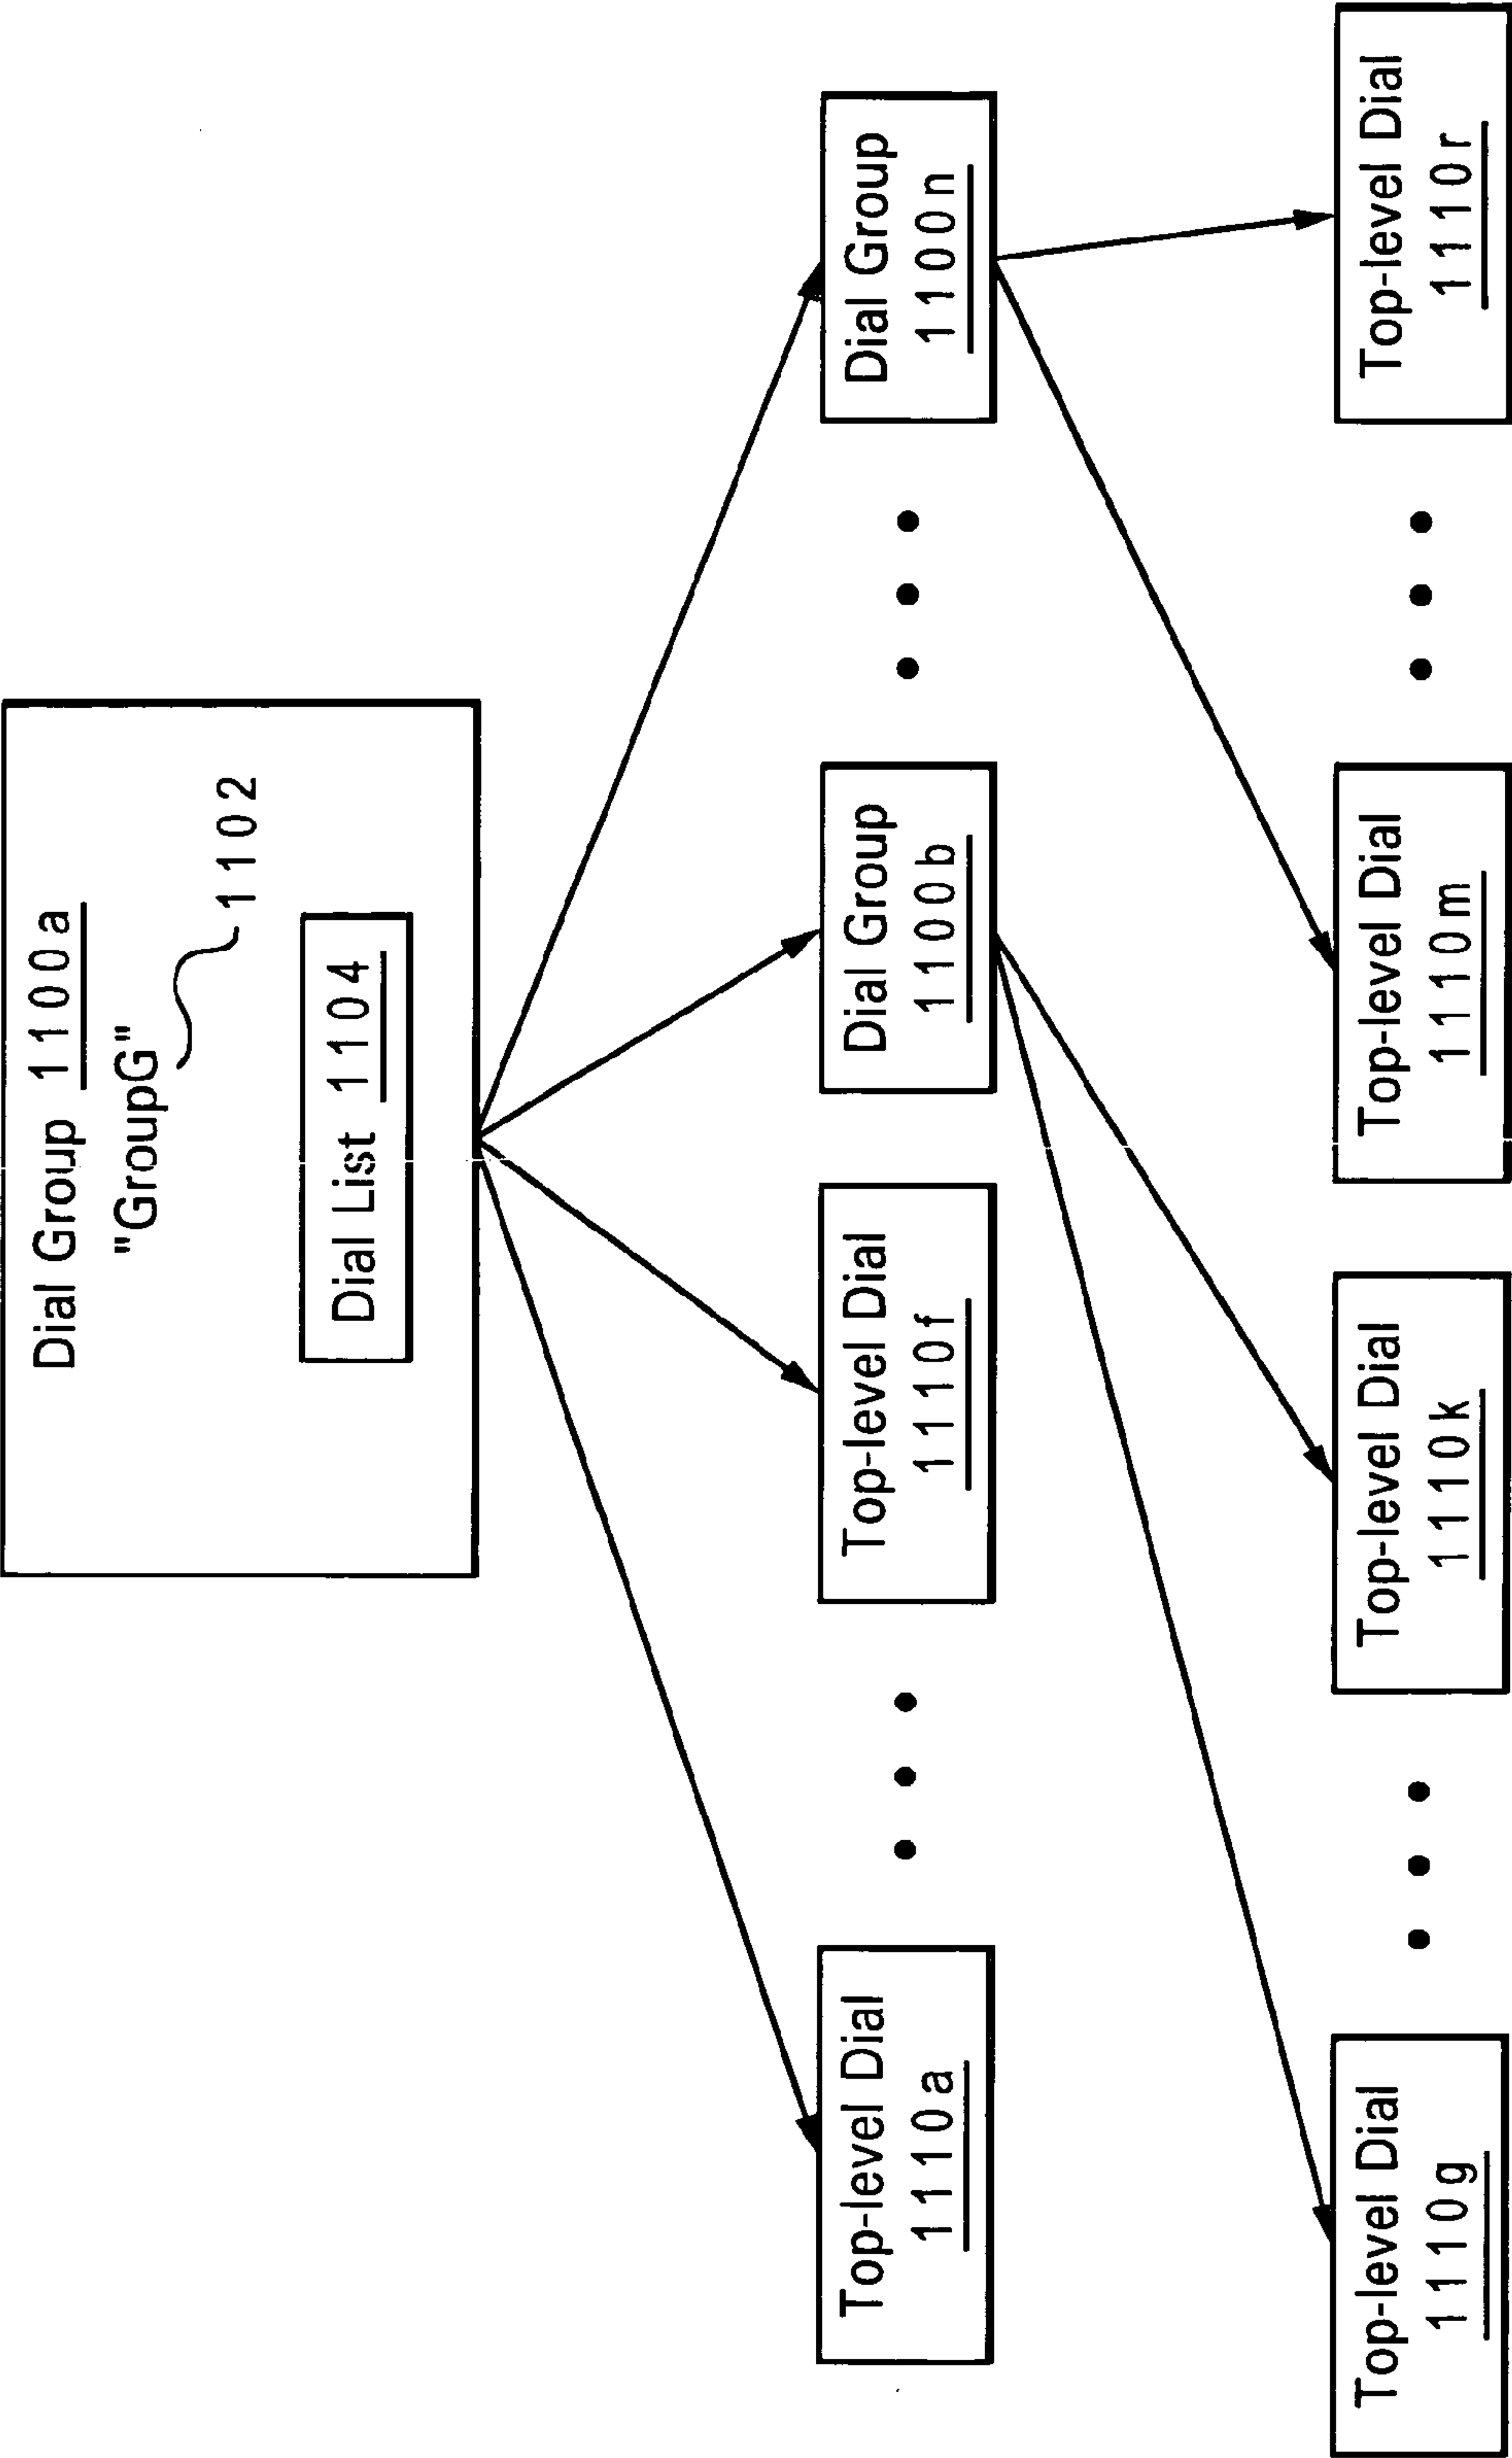 Dial Group 1100a
"GroupG"
1102
Dial List 1104
Top-level Dial
1110a
Top-level Dial
1110f
Dial Group
1100b
Dial Group
1100n
Top-level Dial
1110g
Top-level Dial
1110k
Top-level Dial
1110m
Top-level Dial
1110r